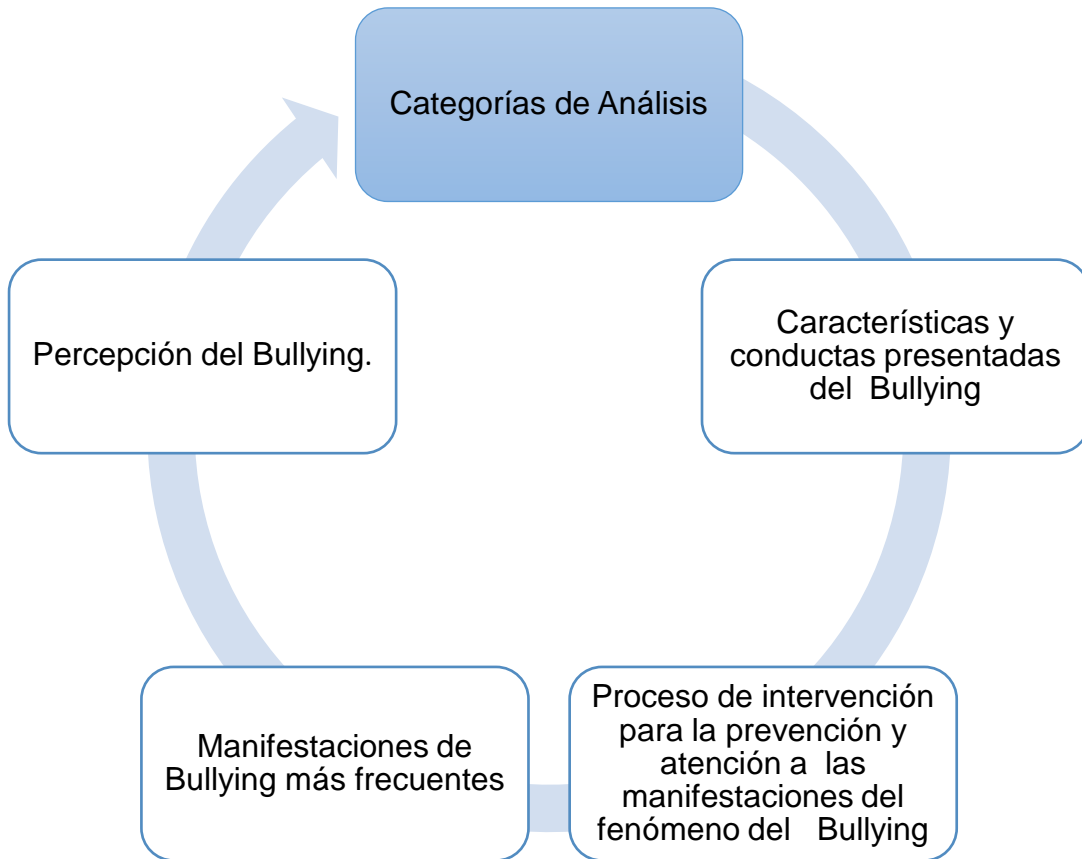 Categorías de Análisis
Características y
conductas presentadas
del Bullying
Proceso de intervención
para la prevención y
atención a las
manifestaciones del
fenómeno del Bullying
Manifestaciones de
Bullying más frecuentes
Percepción del Bullying.